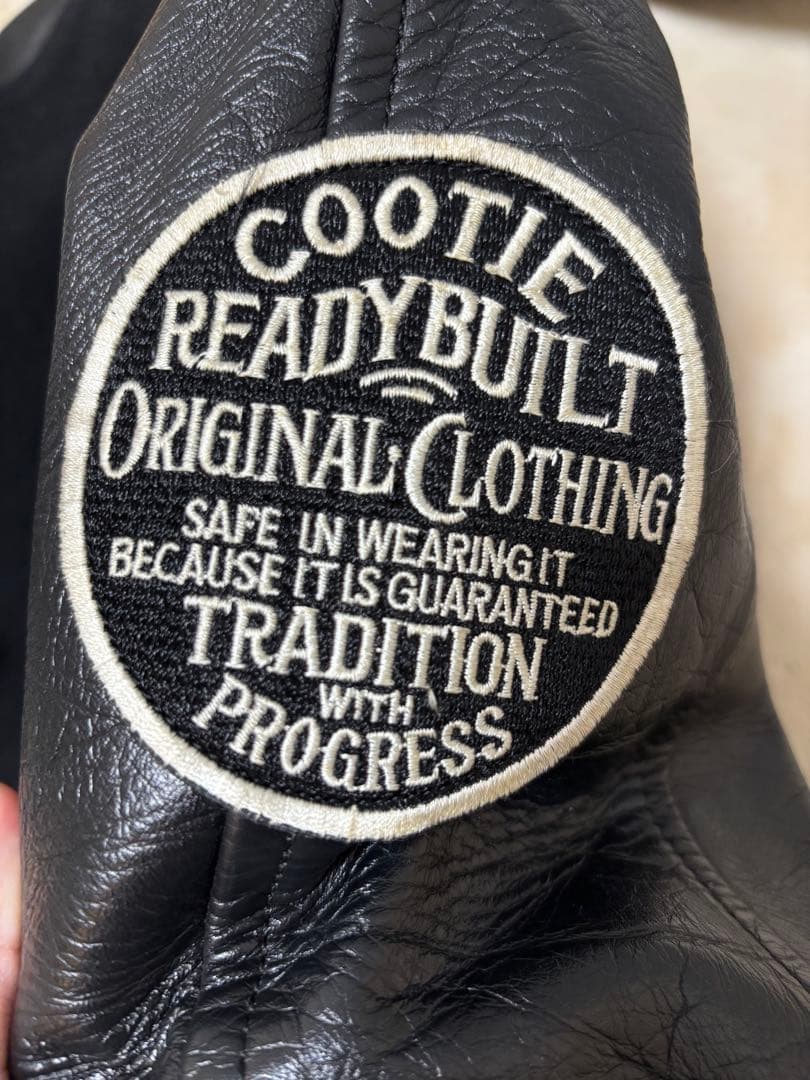 COOTIE
READYBUILT
ORIGINAL·CLOTHING
SAFE IN WEARING IT
BECAUSE IT IS GUARANTEED
TRADITION
WITH
PROGRESS